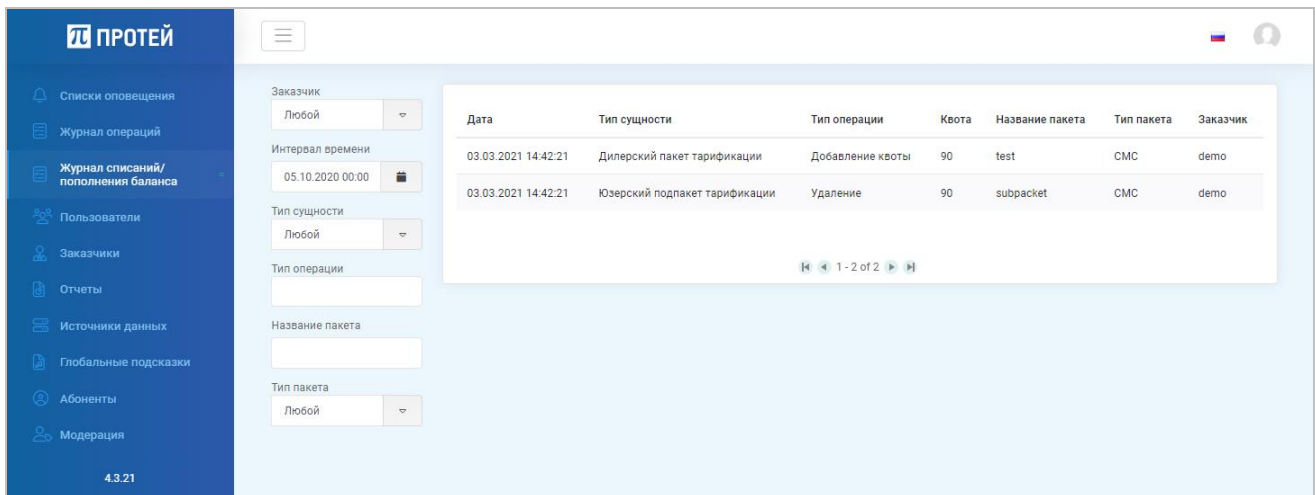 ПРОТЕЙ
Списки оповещения
Журнал операций
Журнал списаний/
пополнения баланса
Пользователи
Заказчики
Отчеты
Источники данных
Глобальные подсказки
Абоненты
Модерация
4.3.21
Заказчик
Любой
Интервал времени
05.10.2020 00:00
Тип сущности
Любой
Тип операции
Название пакета
Тип пакета
Любой
Дата Тип сущности Тип операции Квота Название пакета Тип пакета Заказчик
03.03.2021 14:42:21 Дилерский пакет тарификации Добавление квоты 90 test СМС demo
03.03.2021 14:42:21 Юзерский подпакет тарификации Удаление 90 subpacket СМС demo
1 - 2 of 2